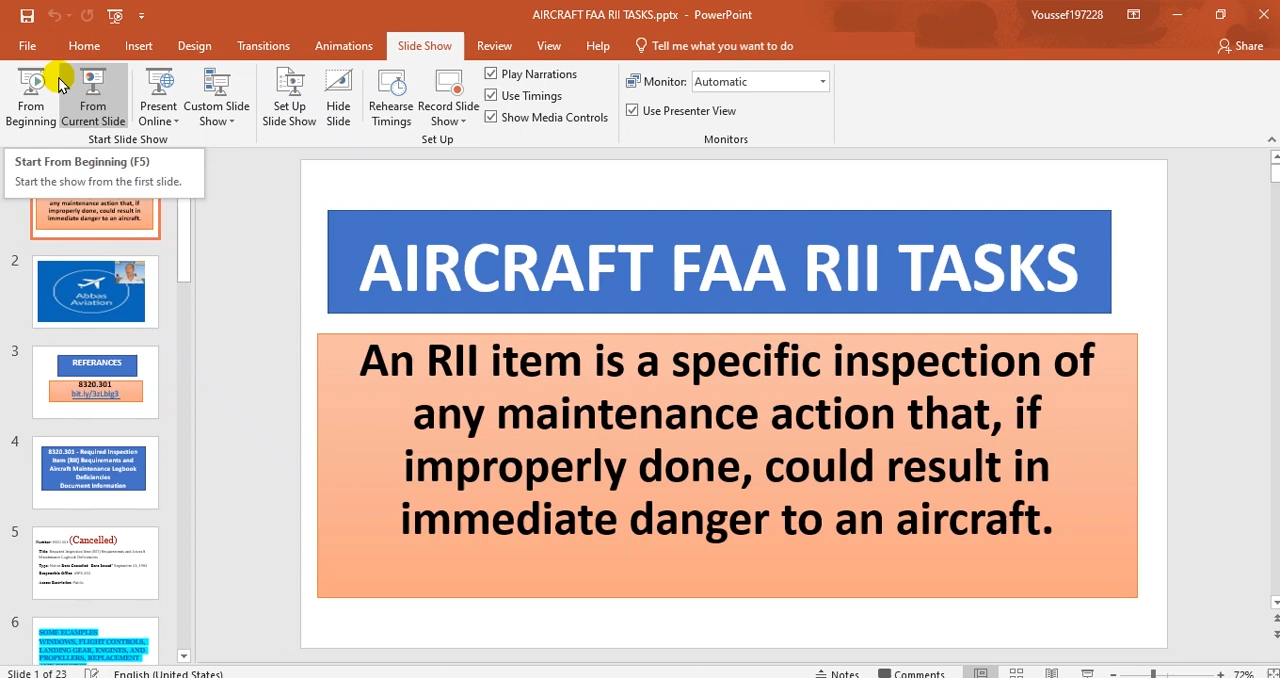 AIRCRAFT FAA RII TASKS.pptx - PowerPoint
Youssef197228
File Home Insert Design Transitions Animations Slide Show Review View Help Tell me what you want to do
Share
From Beginning
From Current Slide
Present Online
Custom Slide Show
Start Slide Show
Set Up Slide Show
Hide Slide
Rehearse Timings
Record Slide Show
Play Narrations
Use Timings
Show Media Controls
Set Up
Monitor: Automatic
Use Presenter View
Monitors
Start From Beginning (F5)
Start the show from the first slide.
any maintenance action that, if
improperly done, could result in
immediate danger to an aircraft.
2
Abbas
Aviation
3
REFERANCES
8320.301
bit.ly/3zLbIg3
4
8320.301 - Required Inspection
Item (RII) Requirements and
Aircraft Maintenance Logbook
Deficiencies
Document Information
5
(Cancelled)
6
SOME EXAMPLES
WINDOWS, FLIGHT CONTROLS,
LANDING GEAR, ENGINES, AND
PROPELLERS, REPLACEMENT
AIRCRAFT FAA RII TASKS
An RII item is a specific inspection of
any maintenance action that, if
improperly done, could result in
immediate danger to an aircraft.
Slide 1 of 23 English (United States) Notes Comments 72%